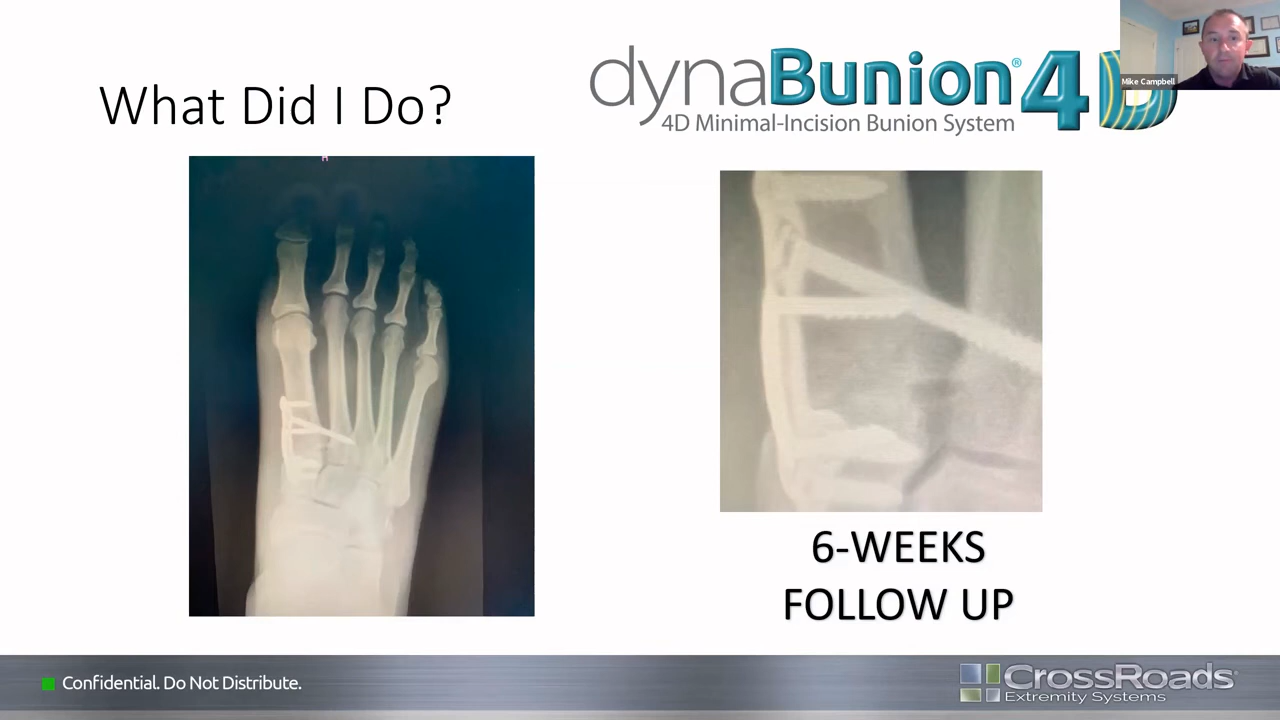 What Did I Do?
dynaBunion® 4D
4D Minimal-Incision Bunion System
Mike Campbell
6-WEEKS
FOLLOW UP
Confidential. Do Not Distribute.
CrossRoads
Extremity Systems